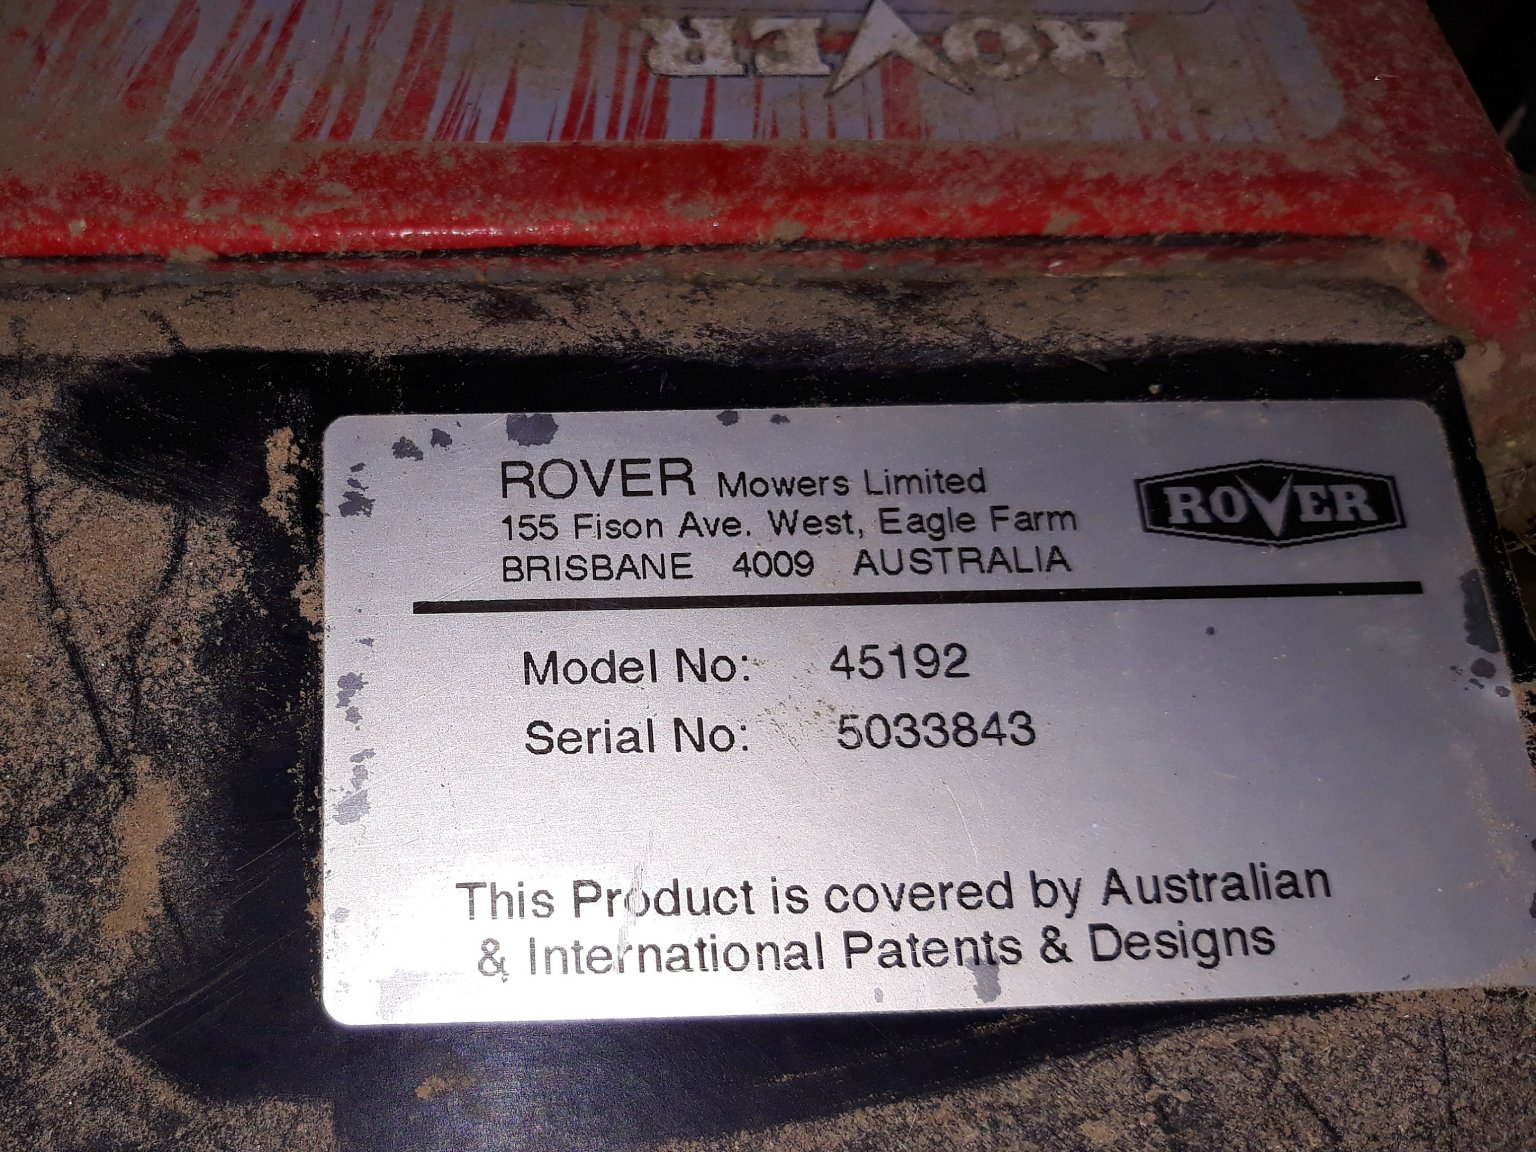 ROVER
ROVER Mowers Limited
155 Fison Ave. West, Eagle Farm
BRISBANE 4009 AUSTRALIA
ROVER
Model No: 45192
Serial No: 5033843
This Product is covered by Australian
& International Patents & Designs